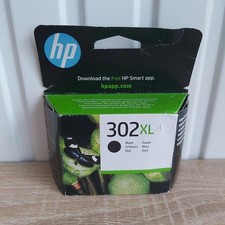 hp
Download the free HP Smart app.
hpapp.com
302XL
Black